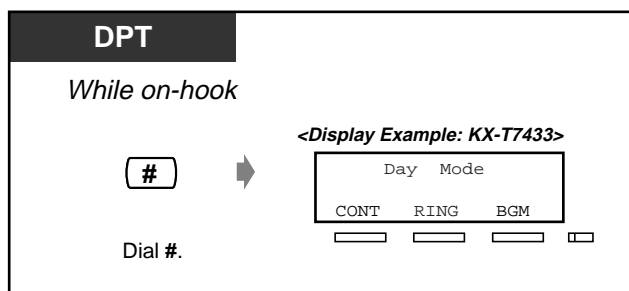 DPT
While on-hook
<Display Example: KX-T7433>
#
Day Mode
CONT RING BGM
Dial #.